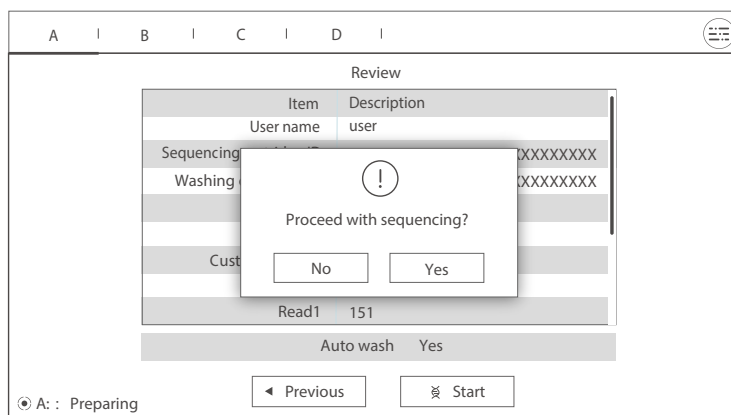 A B C D
Review
Item Description
User name user
Sequencing XXXXXXXXX
Washing XXXXXXXXX
!
Proceed with sequencing?
Cust
No Yes
Read1 151
Auto wash Yes
Previous Start
A: : Preparing